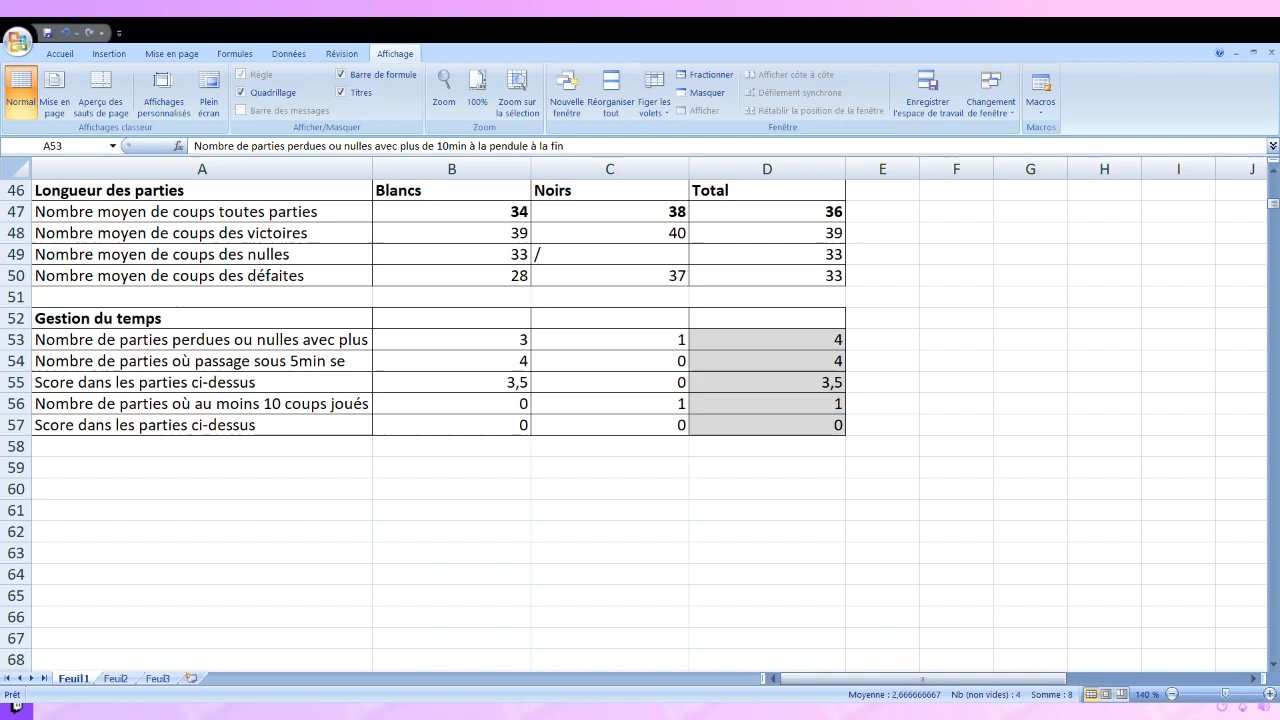 Accueil Insertion Mise en page Formules Données Révision Affichage
Normal
Mise en page
Aperçu des sauts de page
Affichages personnalisés
Plein écran
Affichages classeur
Règle
Quadrillage
Barre des messages
Barre de formule
Titres
Afficher/Masquer
Zoom
100%
Zoom sur la sélection
Zoom
Nouvelle fenêtre
Réorganiser tout
Figer les volets
Fractionner
Masquer
Afficher
Afficher côte à côte
Défilement synchrone
Rétablir la position de la fenêtre
Enregistrer l'espace de travail
Changement de fenêtre
Fenêtre
Macros
Macros
A53 fx Nombre de parties perdues ou nulles avec plus de 10min à la pendule à la fin
A B C D E F G H I J
46 Longueur des parties Blancs Noirs Total
47 Nombre moyen de coups toutes parties 34 38 36
48 Nombre moyen de coups des victoires 39 40 39
49 Nombre moyen de coups des nulles 33 / 33
50 Nombre moyen de coups des défaites 28 37 33
51
52 Gestion du temps
53 Nombre de parties perdues ou nulles avec plus 3 1 4
54 Nombre de parties où passage sous 5min se 4 0 4
55 Score dans les parties ci-dessus 3,5 0 3,5
56 Nombre de parties où au moins 10 coups joués 0 1 1
57 Score dans les parties ci-dessus 0 0 0
58
59
60
61
62
63
64
65
66
67
68
Feuil1 Feuil2 Feuil3
Prêt Moyenne : 2,666666667 Nb (non vides) : 4 Somme : 8 140 %